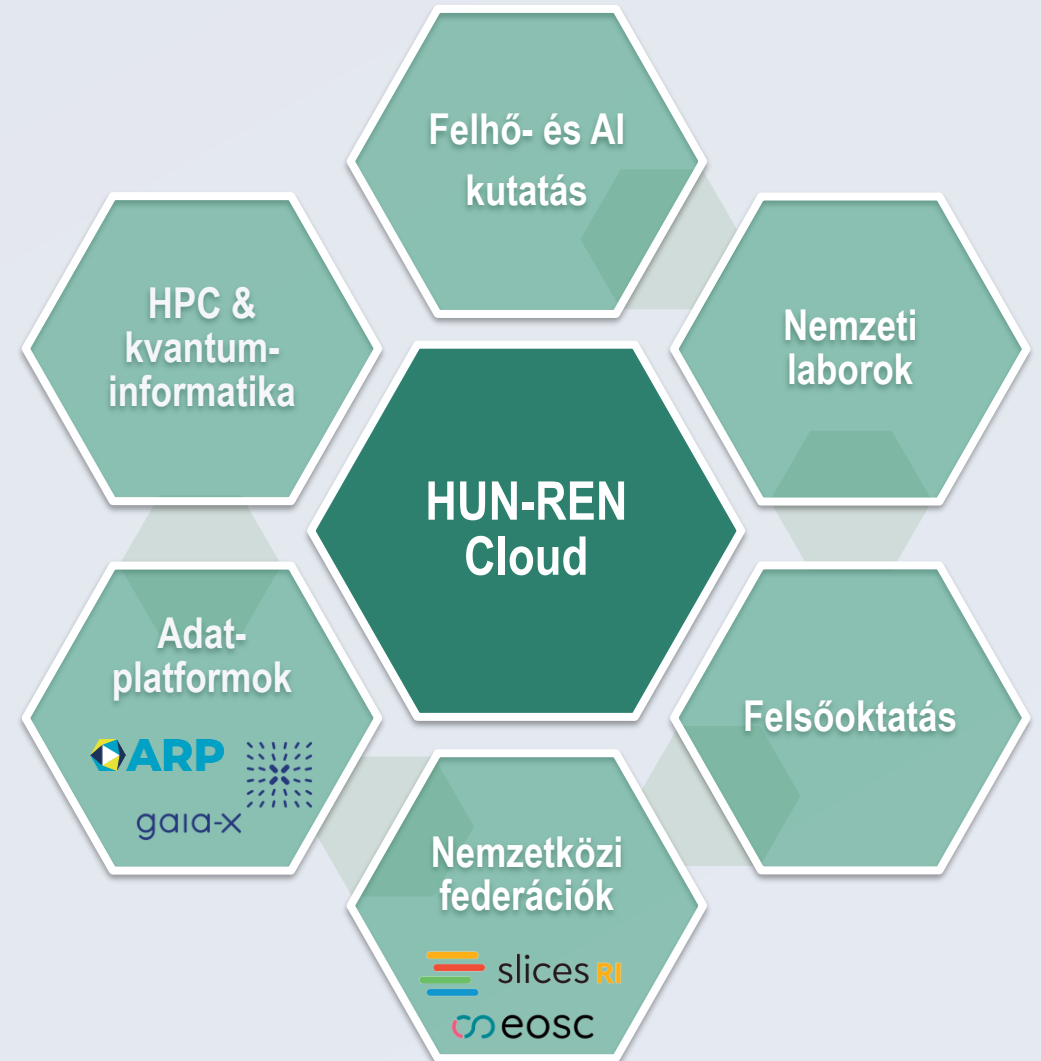 Felhő- és AI
kutatás
HPC &
kvantum-
informatika
Nemzeti
laborok
HUN-REN
Cloud
Adat-
platformok
ARP
gaia-x
Felsőoktatás
Nemzetközi
federációk
slices RI
eosc